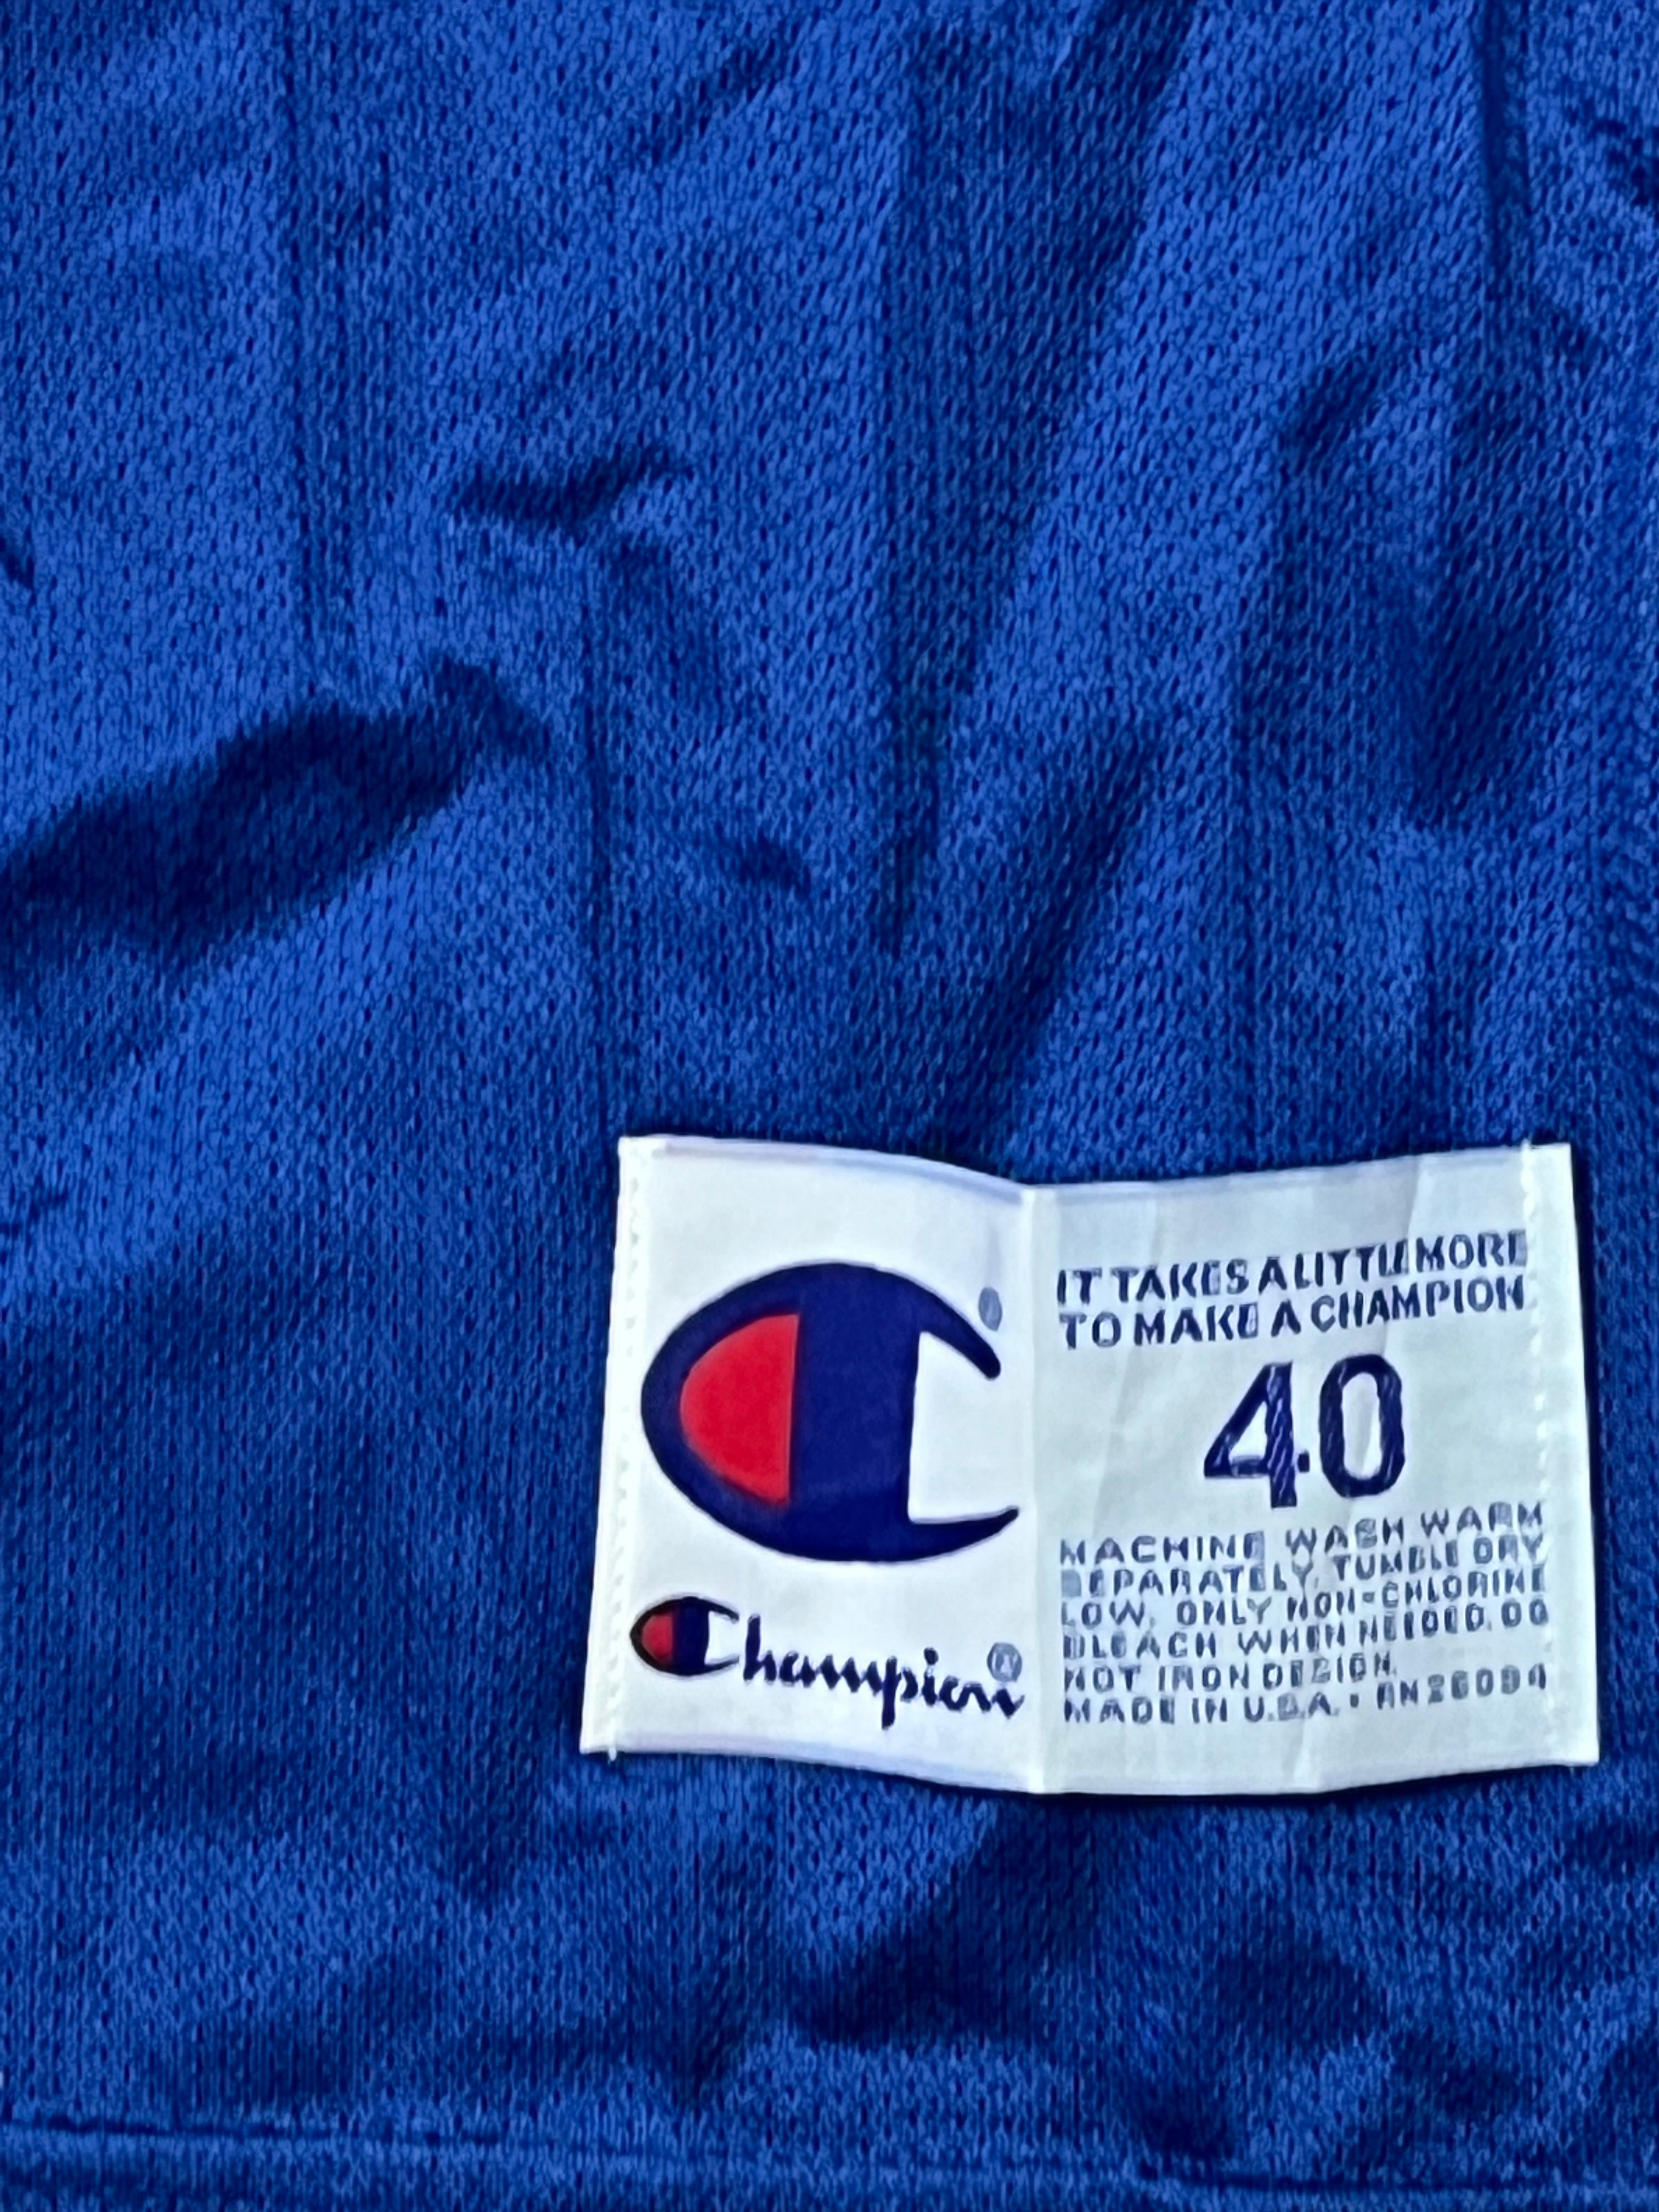 IT TAKES A LITTLE MORE
TO MAKE A CHAMPION
40
MACHINE WASH WARM
SEPARATELY, TUMBLE DRY
LOW, ONLY NON-CHLORINE
BLEACH WHEN NEEDED. DO
NOT IRON DESIGN.
MADE IN U.S.A. • RN26094
Champion